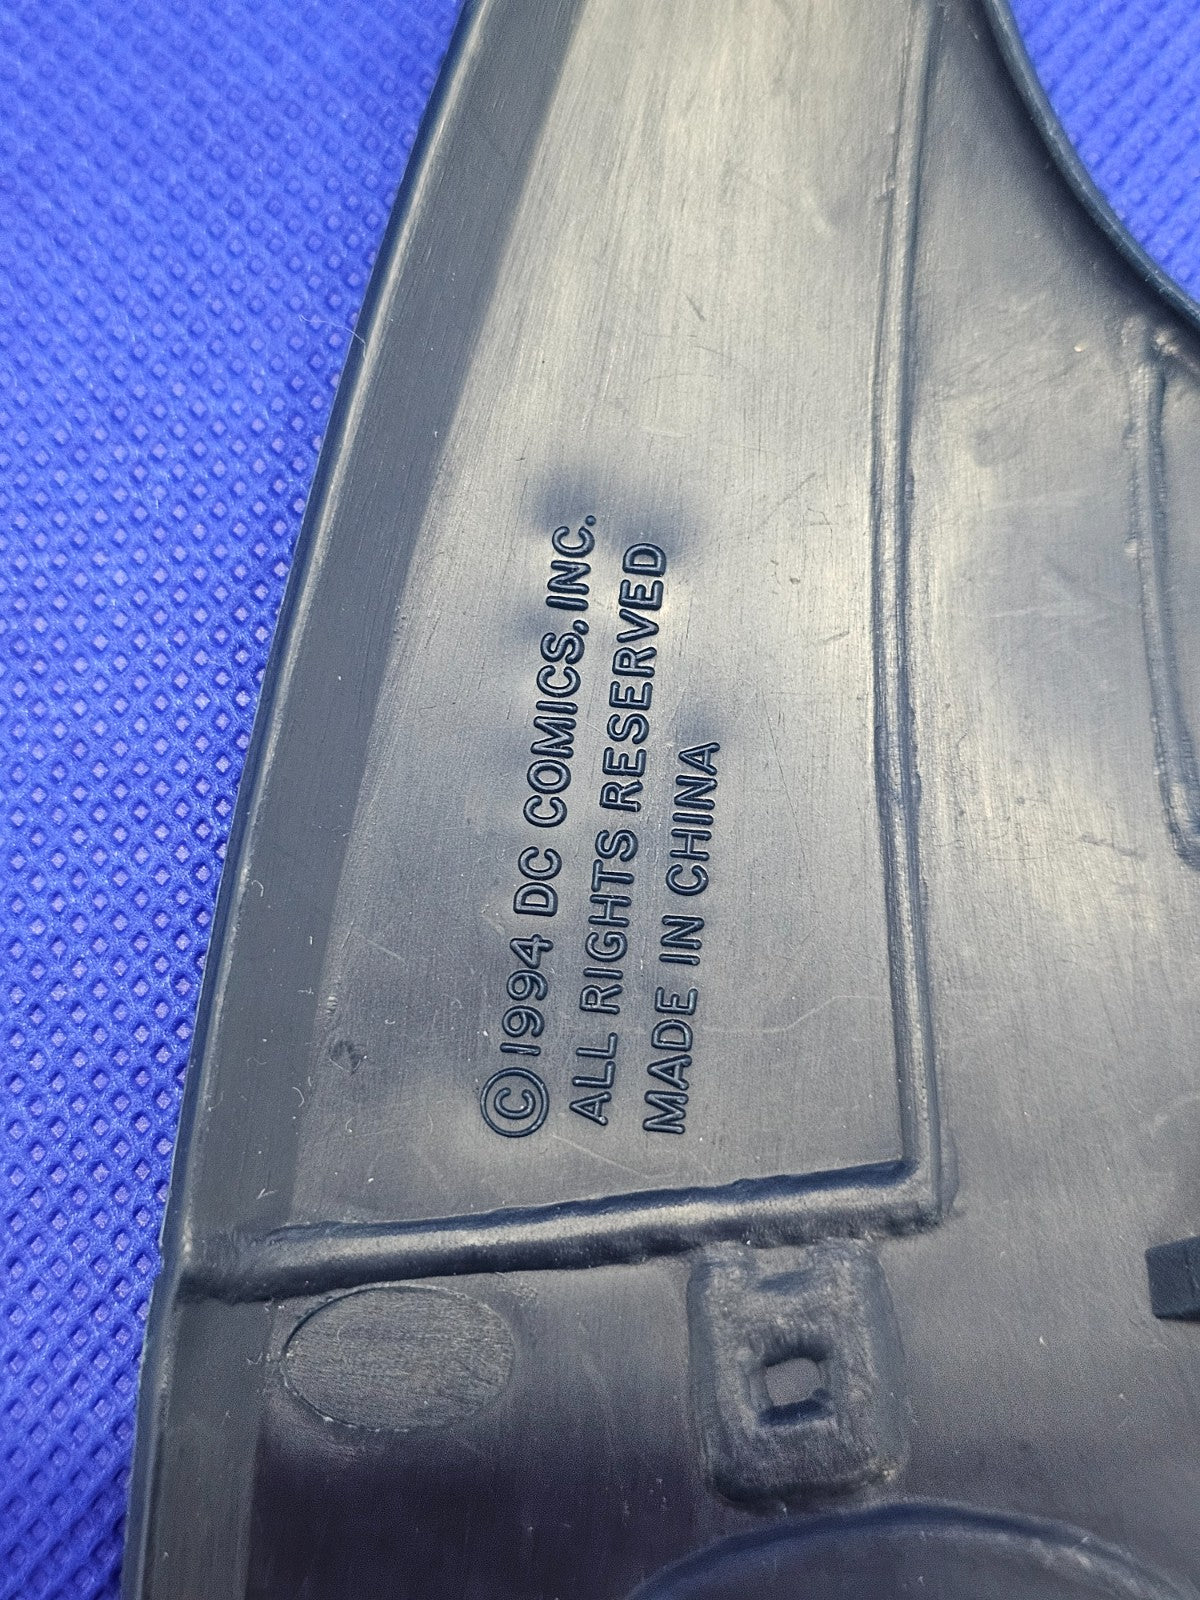 © 1994 DC COMICS, INC.
ALL RIGHTS RESERVED
MADE IN CHINA